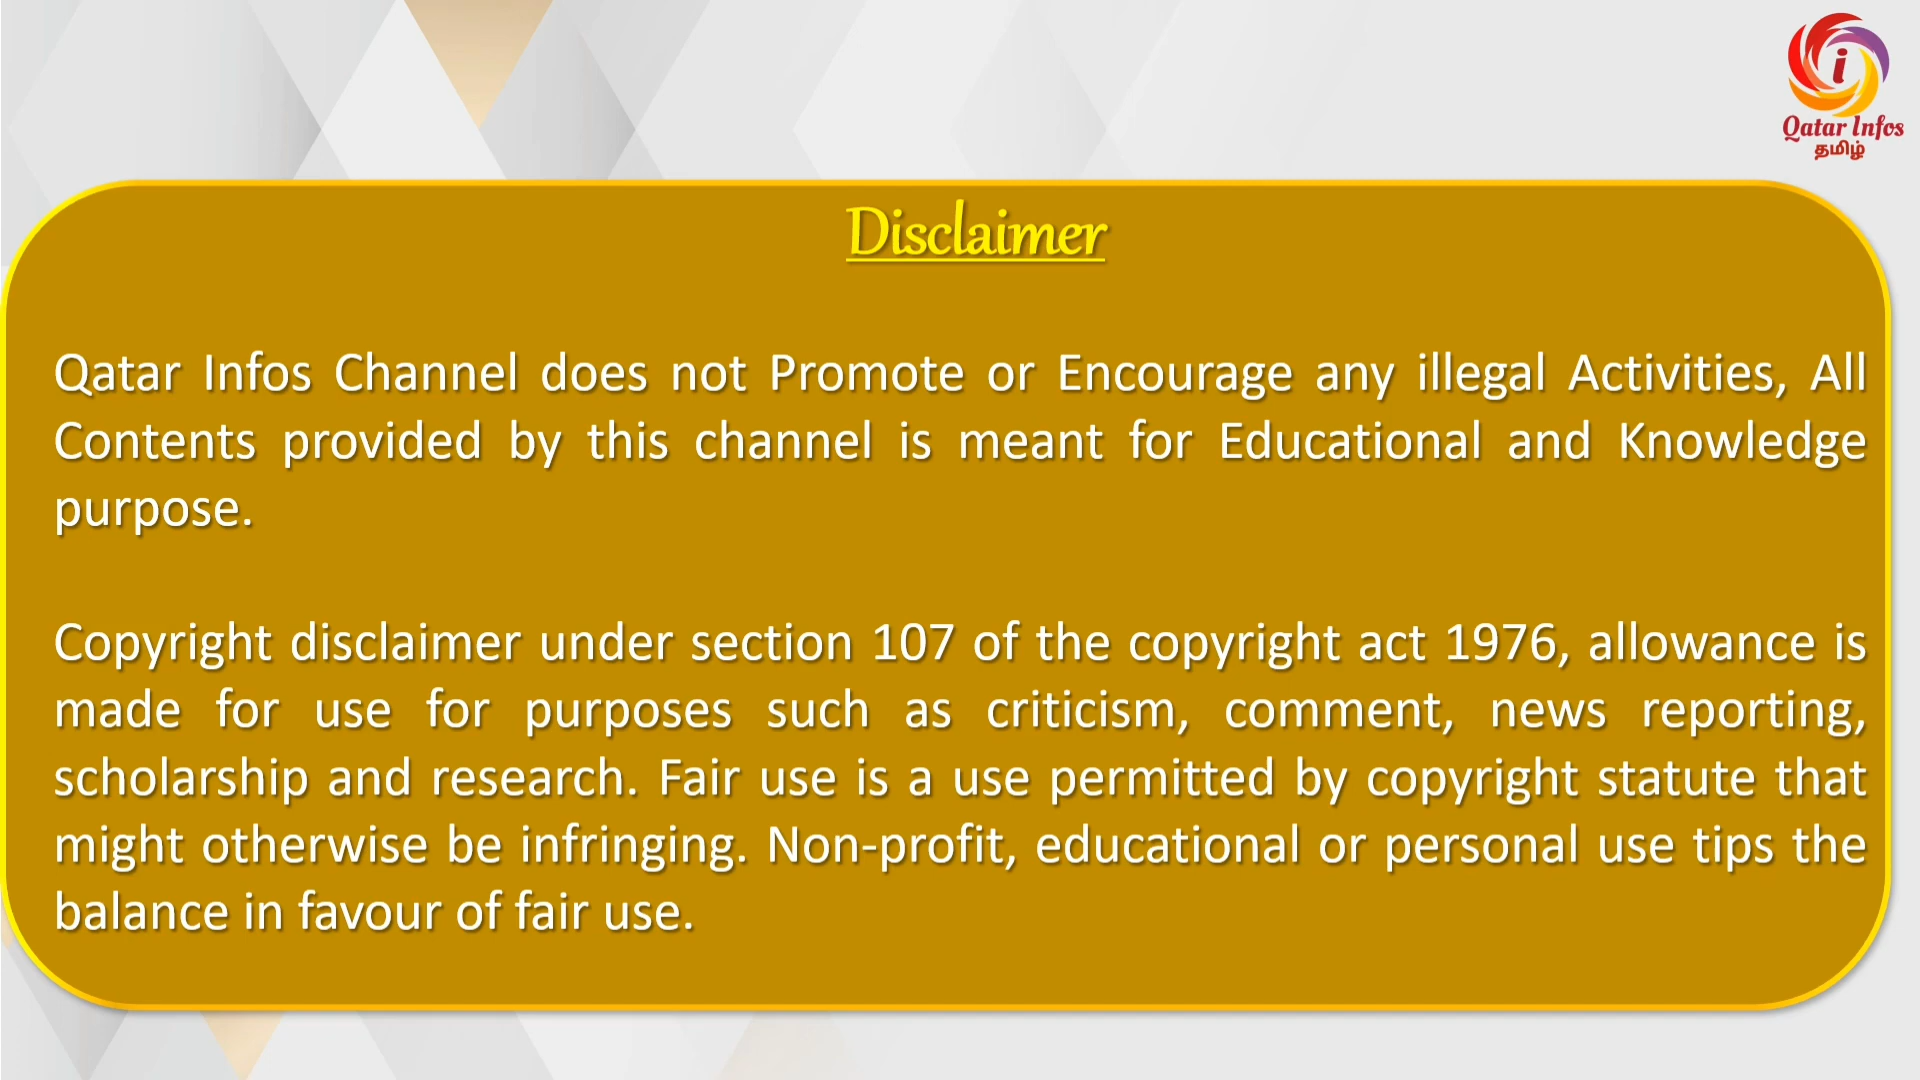 i
Qatar Infos
தமிழ்
Disclaimer
Qatar Infos Channel does not Promote or Encourage any illegal Activities, All
Contents provided by this channel is meant for Educational and Knowledge
purpose.
Copyright disclaimer under section 107 of the copyright act 1976, allowance is
made for use for purposes such as criticism, comment, news reporting,
scholarship and research. Fair use is a use permitted by copyright statute that
might otherwise be infringing. Non-profit, educational or personal use tips the
balance in favour of fair use.